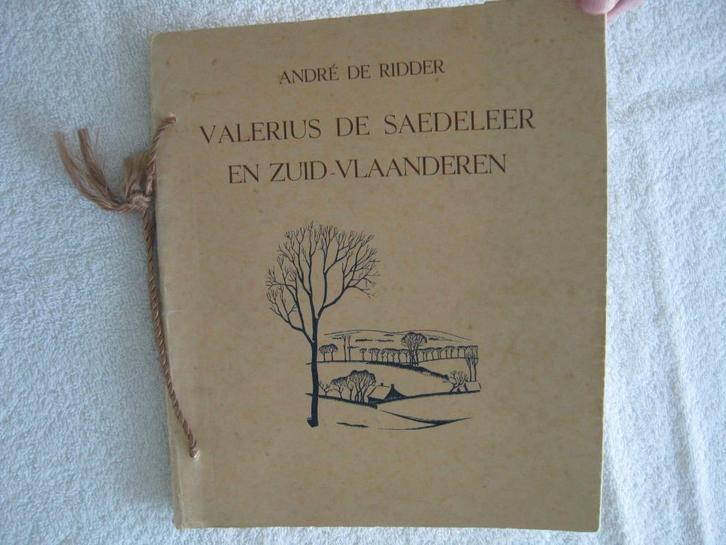 ANDRÉ DE RIDDER
VALERIUS DE SAEDELEER
EN ZUID-VLAANDEREN